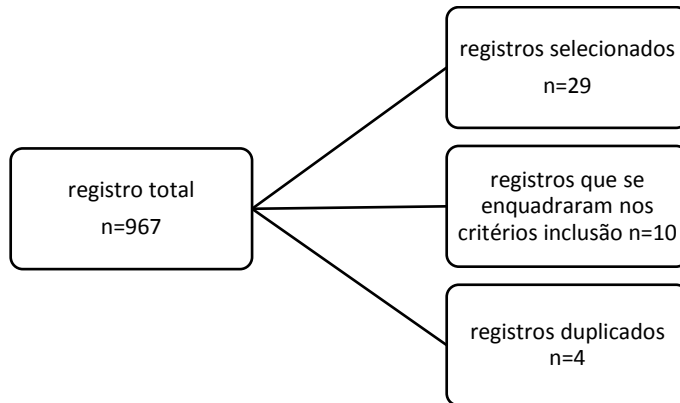 registro total
n=967
registros selecionados
n=29
registros que se
enquadraram nos
critérios inclusão n=10
registros duplicados
n=4